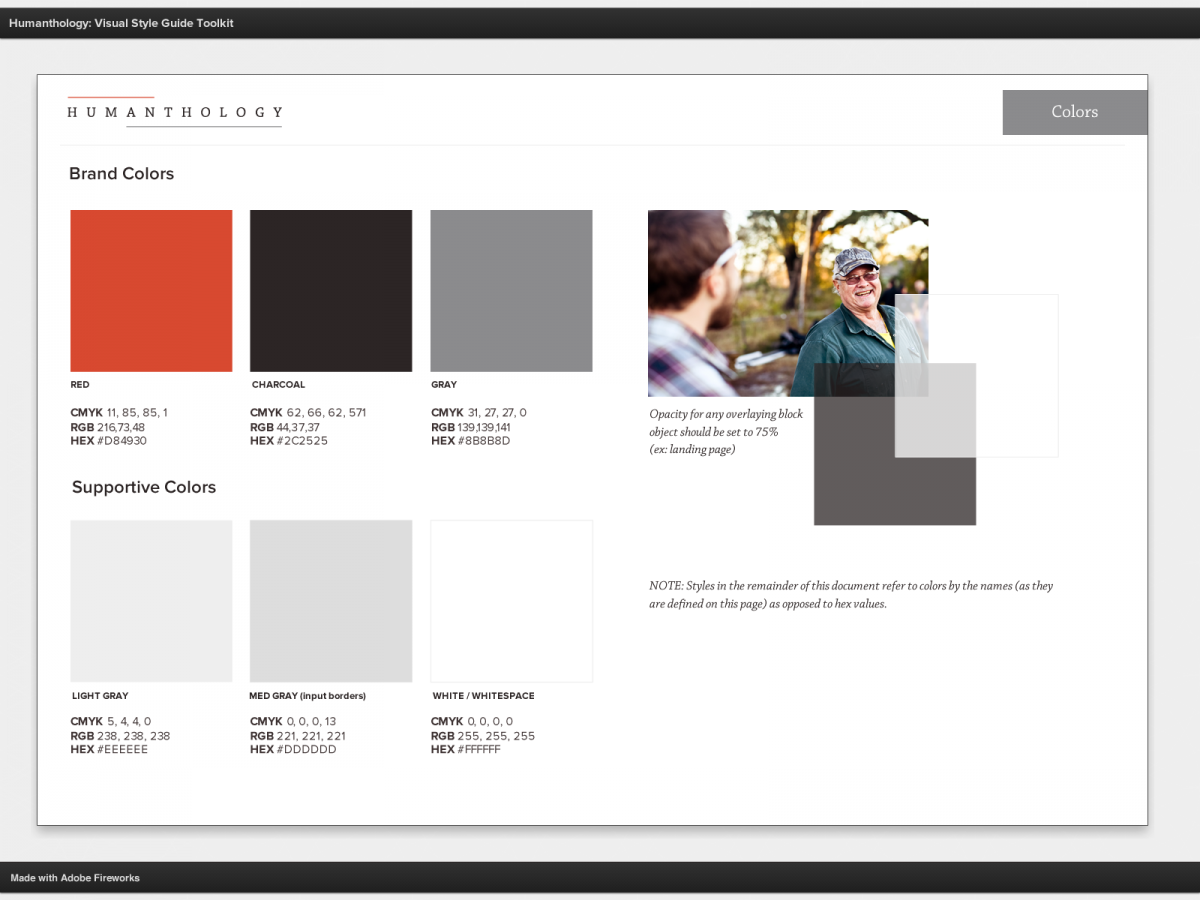 Humanthology: Visual Style Guide Toolkit
HUMANTHOLOGY
Colors
Brand Colors
RED
CMYK 11, 85, 85, 1
RGB 216,73,48
HEX #D84930
CHARCOAL
CMYK 62, 66, 62, 571
RGB 44,37,37
HEX #2C2525
GRAY
CMYK 31, 27, 27, 0
RGB 139,139,141
HEX #8B8B8D
Opacity for any overlaying block
object should be set to 75%
(ex: landing page)
Supportive Colors
LIGHT GRAY
CMYK 5, 4, 4, 0
RGB 238, 238, 238
HEX #EEEEEE
MED GRAY (input borders)
CMYK 0, 0, 0, 13
RGB 221, 221, 221
HEX #DDDDDD
WHITE / WHITESPACE
CMYK 0, 0, 0, 0
RGB 255, 255, 255
HEX #FFFFFF
NOTE: Styles in the remainder of this document refer to colors by the names (as they
are defined on this page) as opposed to hex values.
Made with Adobe Fireworks